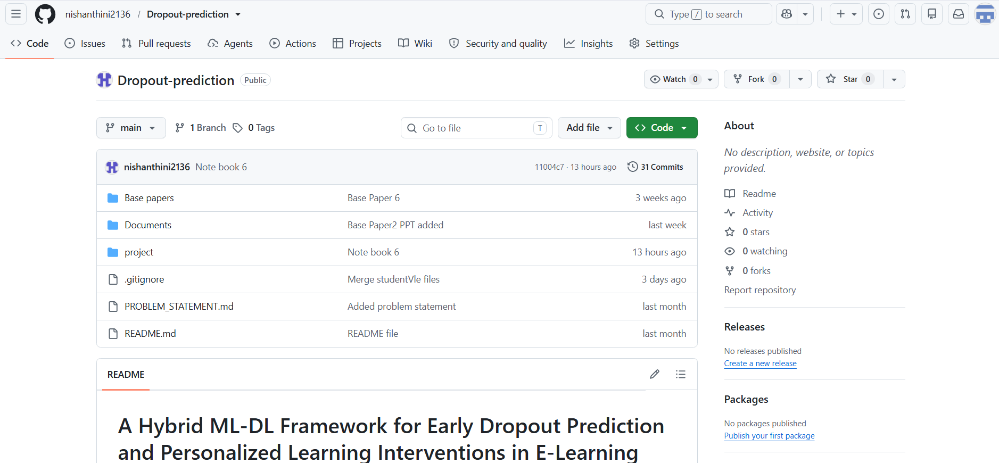 nishanthini2136 / Dropout-prediction
Type / to search
Code Issues Pull requests Agents Actions Projects Wiki Security and quality Insights Settings
Dropout-prediction Public
Watch 0 Fork 0 Star 0
main 1 Branch 0 Tags
Go to file T Add file Code
nishanthini2136 Note book 6 11004c7 · 13 hours ago 31 Commits
Base papers Base Paper 6 3 weeks ago
Documents Base Paper2 PPT added last week
project Note book 6 13 hours ago
.gitignore Merge studentVle files 3 days ago
PROBLEM_STATEMENT.md Added problem statement last month
README.md README file last month
README
A Hybrid ML-DL Framework for Early Dropout Prediction
and Personalized Learning Interventions in E-Learning
About
No description, website, or topics
provided.
Readme
Activity
0 stars
0 watching
0 forks
Report repository
Releases
No releases published
Create a new release
Packages
No packages published
Publish your first package